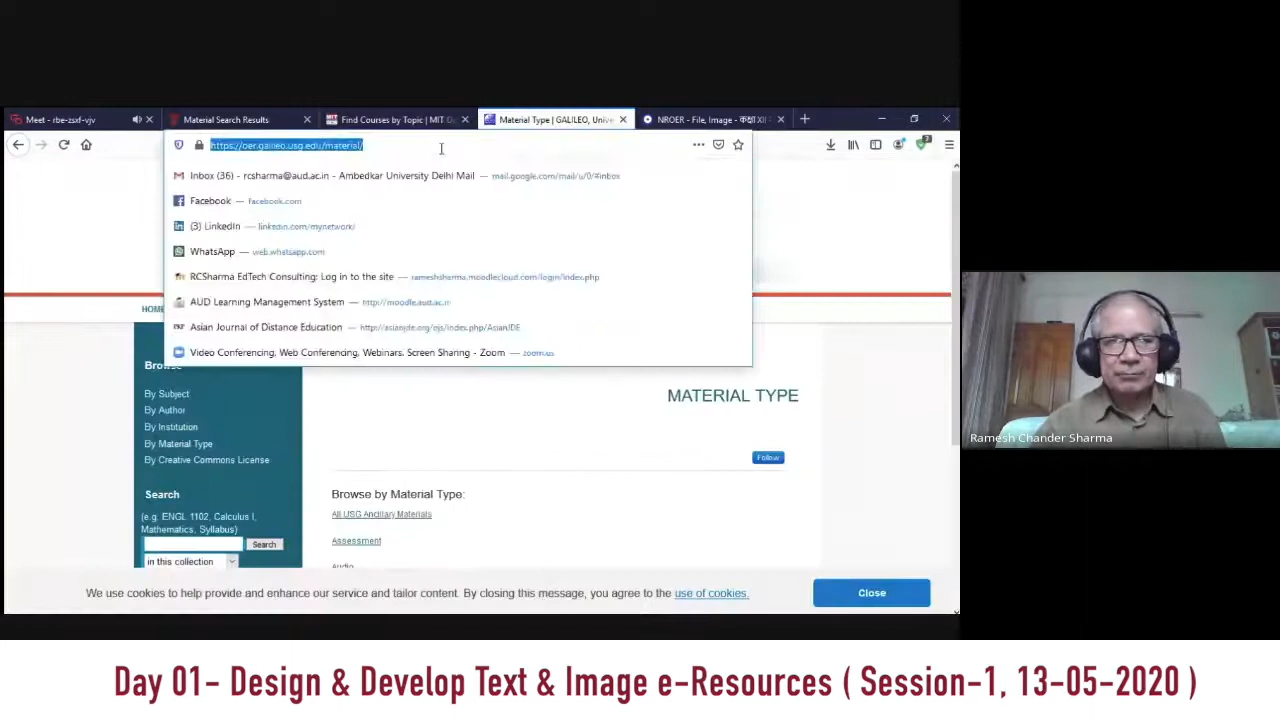 Meet - rbe-zsxf-vjv
Material Search Results
Find Courses by Topic | MIT O
Material Type | GALILEO, Unive
NROER - File, Image - कक्षा XII -
https://oer.galileo.usg.edu/material/
Inbox (36) - rcsharma@aud.ac.in - Ambedkar University Delhi Mail — mail.google.com/mail/u/0/#inbox
Facebook — facebook.com
(3) LinkedIn — linkedin.com/mynetwork/
WhatsApp — web.whatsapp.com
RCSharma EdTech Consulting: Log in to the site — rameshsharma.moodlecloud.com/login/index.php
AUD Learning Management System — http://moodle.aud.ac.in
Asian Journal of Distance Education — http://asianjde.org/ojs/index.php/AsianJDE
Video Conferencing, Web Conferencing, Webinars, Screen Sharing - Zoom — zoom.us
HOME
Browse
By Subject
By Author
By Institution
By Material Type
By Creative Commons License
Search
(e.g. ENGL 1102, Calculus I,
Mathematics, Syllabus)
Search
in this collection
MATERIAL TYPE
Follow
Browse by Material Type:
All USG Ancillary Materials
Assessment
Audio
We use cookies to help provide and enhance our service and tailor content. By closing this message, you agree to the use of cookies.
Close
Ramesh Chander Sharma
Day 01- Design & Develop Text & Image e-Resources ( Session-1, 13-05-2020 )